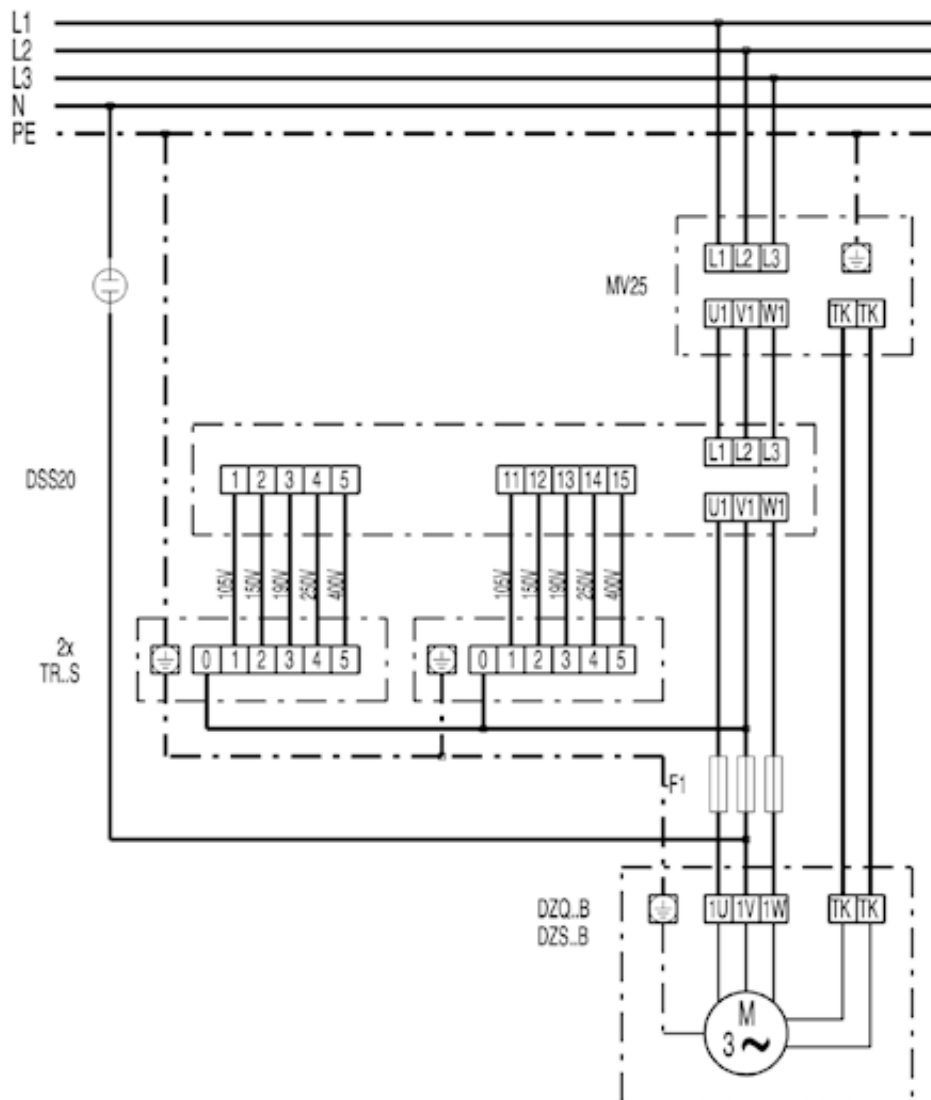 L1
L2
L3
N
PE
MV25
L1 L2 L3
U1 V1 W1 TK TK
DSS20
L1 L2 L3
1 2 3 4 5 11 12 13 14 15
U1 V1 W1
105V 150V 190V 250V 400V 105V 150V 190V 250V 400V
2x
TR..S
0 1 2 3 4 5 0 1 2 3 4 5
F1
DZQ..B
DZS..B
1U 1V 1W TK TK
M
3 ~